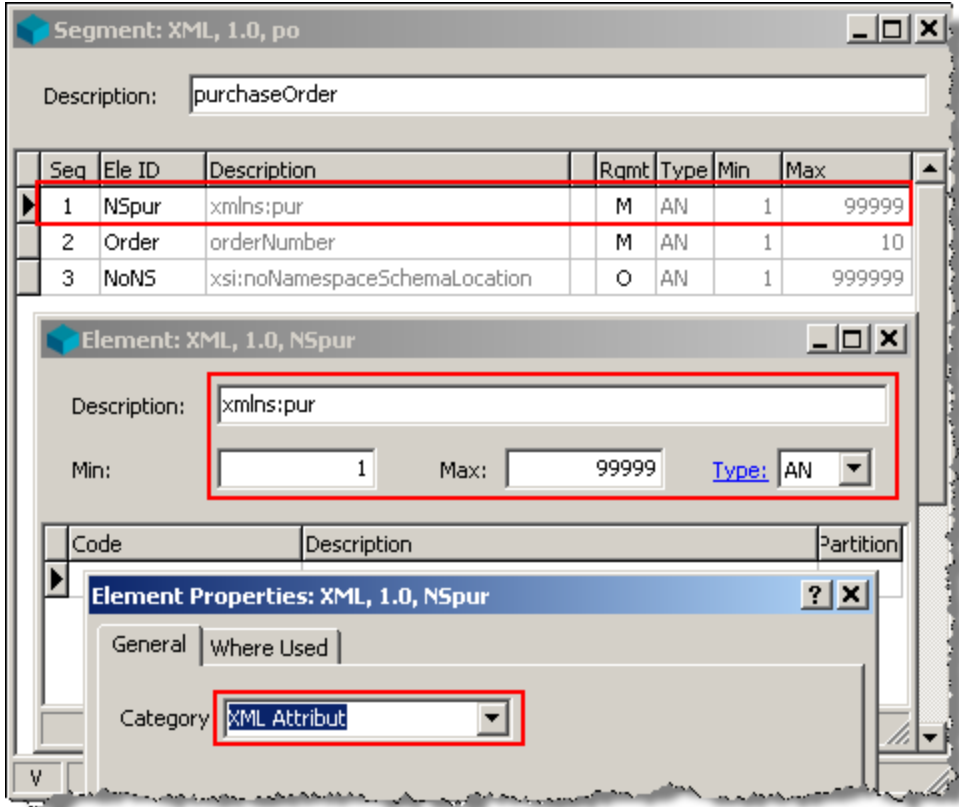 Segment: XML, 1.0, po
Description: purchaseOrder
Seq Ele ID Description Rqmt Type Min Max
1 NSpur xmlns:pur M AN 1 99999
2 Order orderNumber M AN 1 10
3 NoNS xsi:noNamespaceSchemaLocation O AN 1 999999
Element: XML, 1.0, NSpur
Description: xmlns:pur
Min: 1 Max: 99999 Type: AN
Code Description Partition
Element Properties: XML, 1.0, NSpur
General Where Used
Category XML Attribut
V